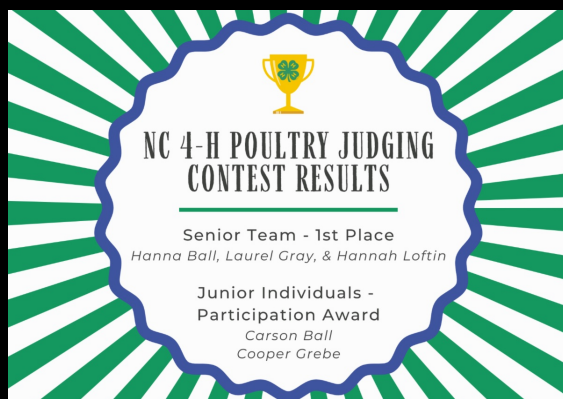 NC 4-H POULTRY JUDGING
CONTEST RESULTS
Senior Team - 1st Place
Hanna Ball, Laurel Gray, & Hannah Loftin
Junior Individuals -
Participation Award
Carson Ball
Cooper Grebe